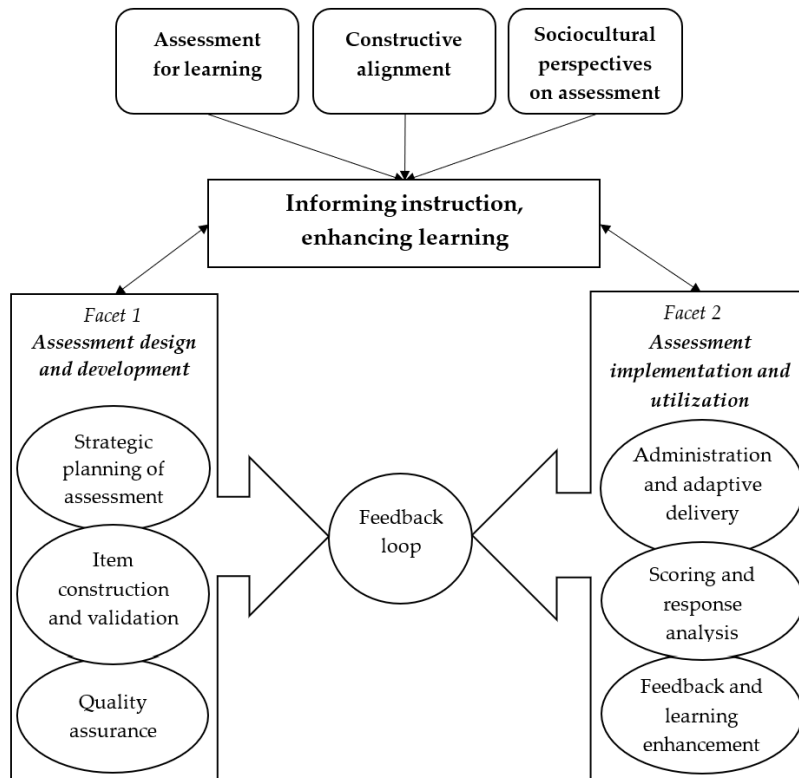 Assessment
for learning
Constructive
alignment
Sociocultural
perspectives
on assessment
Informing instruction,
enhancing learning
Facet 1
Assessment design
and development
Strategic
planning of
assessment
Item
construction
and validation
Quality
assurance
Feedback
loop
Facet 2
Assessment
implementation and
utilization
Administration
and adaptive
delivery
Scoring and
response
analysis
Feedback and
learning
enhancement